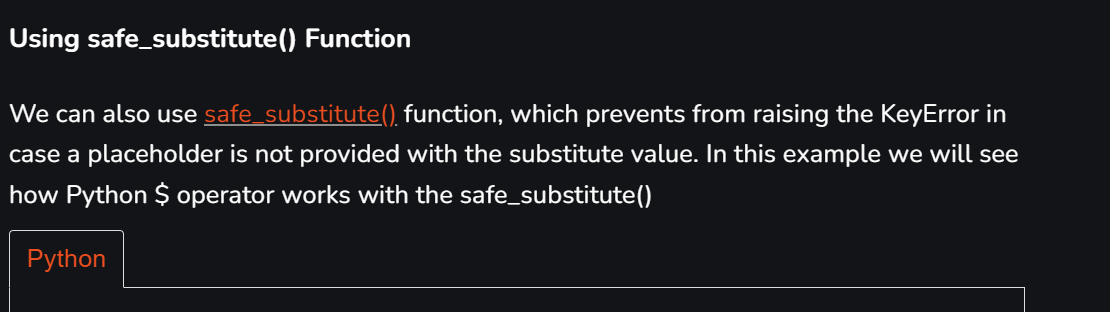 Using safe_substitute() Function
We can also use safe_substitute() function, which prevents from raising the KeyError in
case a placeholder is not provided with the substitute value. In this example we will see
how Python $ operator works with the safe_substitute()
Python